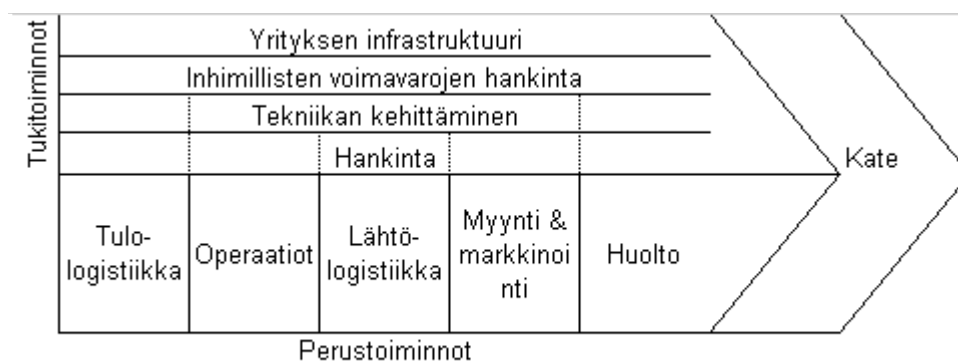 Tukitoiminnot
Yrityksen infrastruktuuri
Inhimillisten voimavarojen hankinta
Tekniikan kehittäminen
Hankinta
Kate
Tulo-
logistiikka
Operaatiot
Lähtö-
logistiikka
Myynti &
markkinoi
nti
Huolto
Perustoiminnot